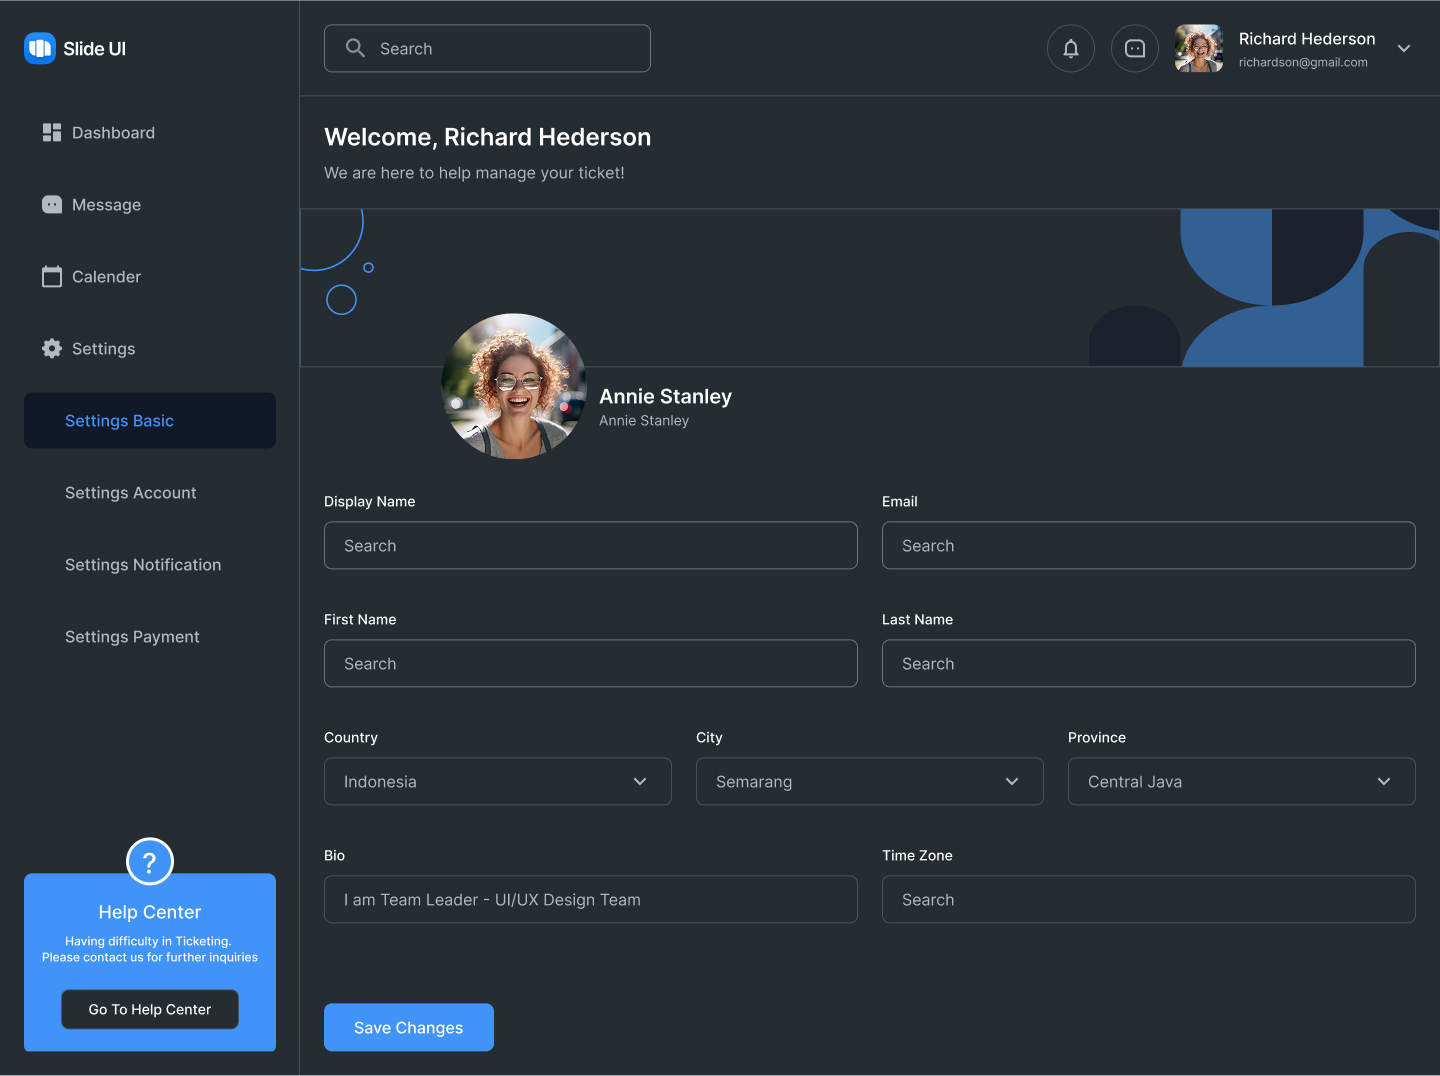 Slide UI
Search
Richard Hederson
richardson@gmail.com
Dashboard
Message
Calender
Settings
Settings Basic
Settings Account
Settings Notification
Settings Payment
?
Help Center
Having difficulty in Ticketing.
Please contact us for further inquiries
Go To Help Center
Welcome, Richard Hederson
We are here to help manage your ticket!
Annie Stanley
Annie Stanley
Display Name
Search
Email
Search
First Name
Search
Last Name
Search
Country
Indonesia
City
Semarang
Province
Central Java
Bio
I am Team Leader - UI/UX Design Team
Time Zone
Search
Save Changes